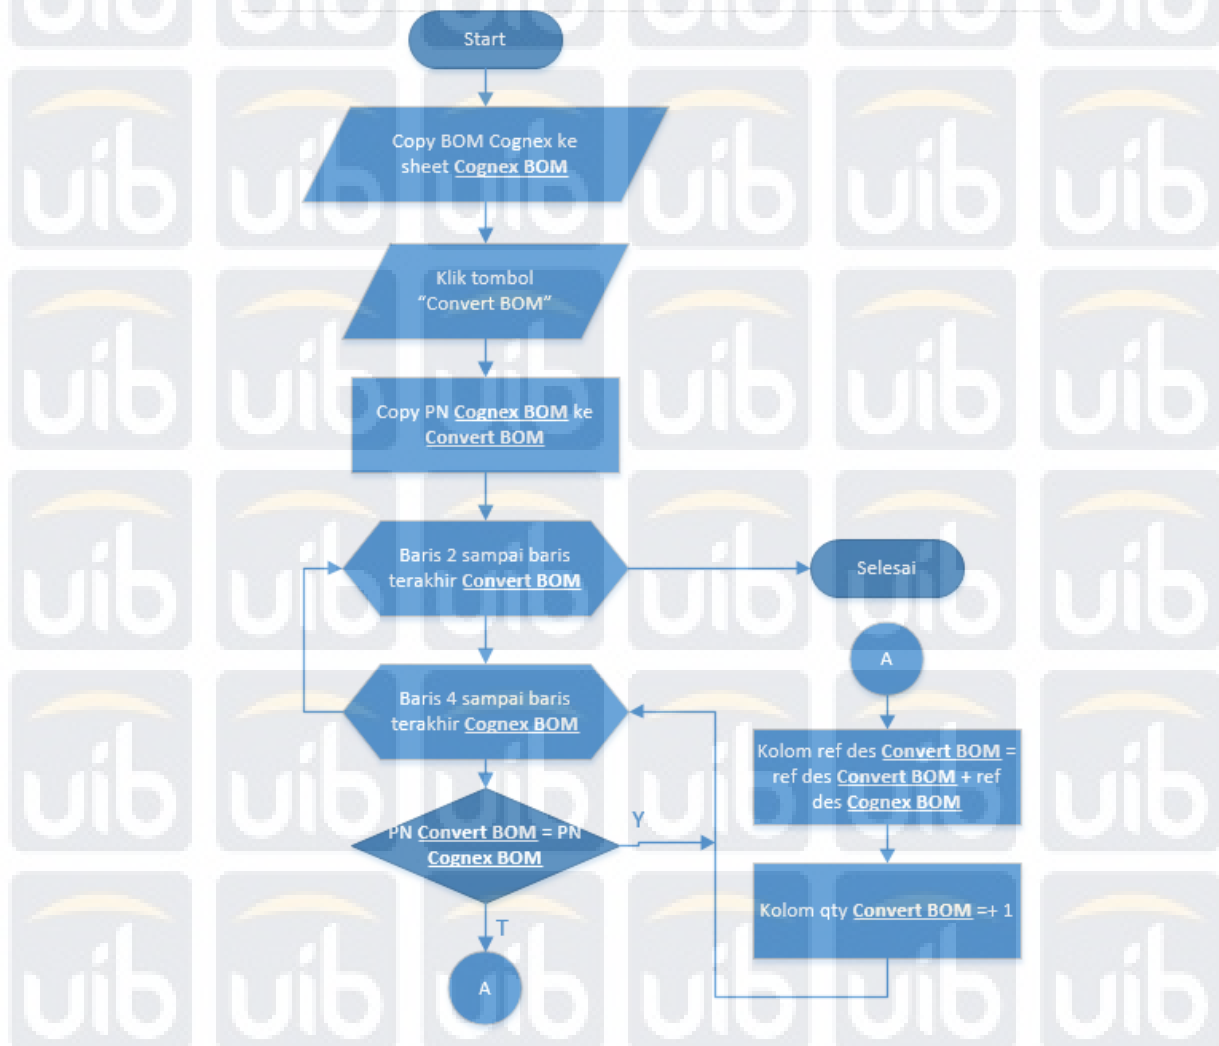 Start
Copy BOM Cognex ke
sheet Cognex BOM
Klik tombol
“Convert BOM”
Copy PN Cognex BOM ke
Convert BOM
Baris 2 sampai baris
terakhir Convert BOM
Selesai
Baris 4 sampai baris
terakhir Cognex BOM
PN Convert BOM = PN
Cognex BOM
Y
T
A
A
Kolom ref des Convert BOM =
ref des Convert BOM + ref
des Cognex BOM
Kolom qty Convert BOM =+ 1
uib